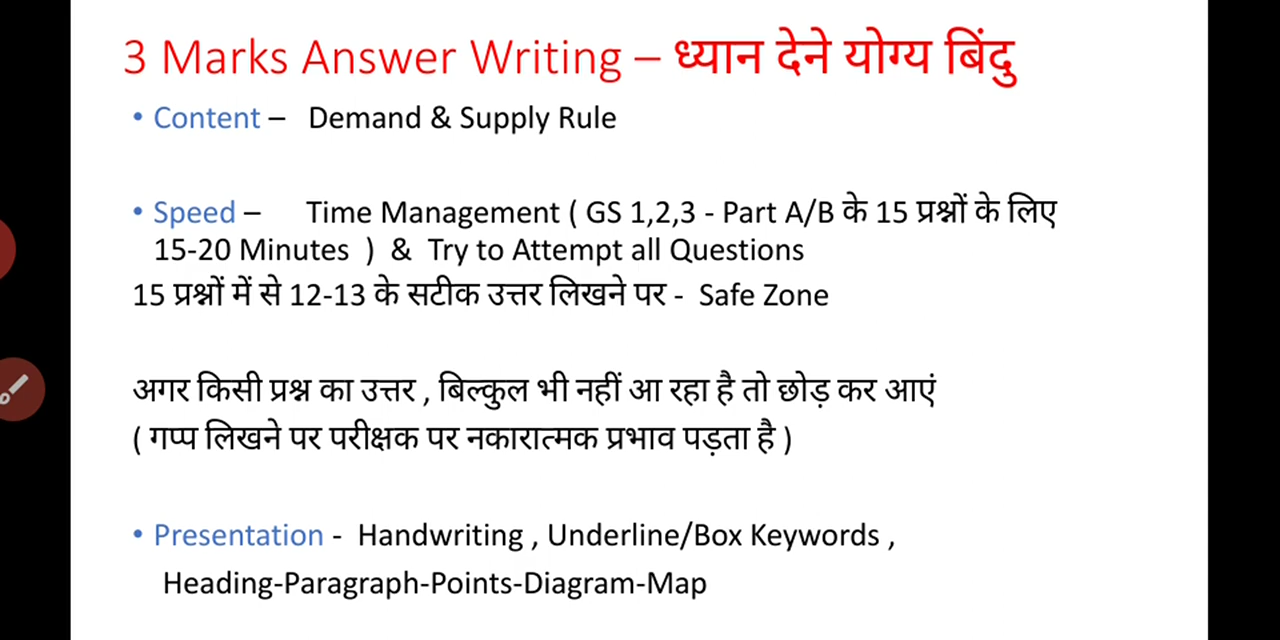 3 Marks Answer Writing – ध्यान देने योग्य बिंदु
• Content – Demand & Supply Rule
• Speed – Time Management ( GS 1,2,3 - Part A/B के 15 प्रश्नों के लिए
15-20 Minutes ) & Try to Attempt all Questions
15 प्रश्नों में से 12-13 के सटीक उत्तर लिखने पर - Safe Zone
अगर किसी प्रश्न का उत्तर , बिल्कुल भी नहीं आ रहा है तो छोड़ कर आएं
( गप्प लिखने पर परीक्षक पर नकारात्मक प्रभाव पड़ता है )
• Presentation - Handwriting , Underline/Box Keywords ,
Heading-Paragraph-Points-Diagram-Map